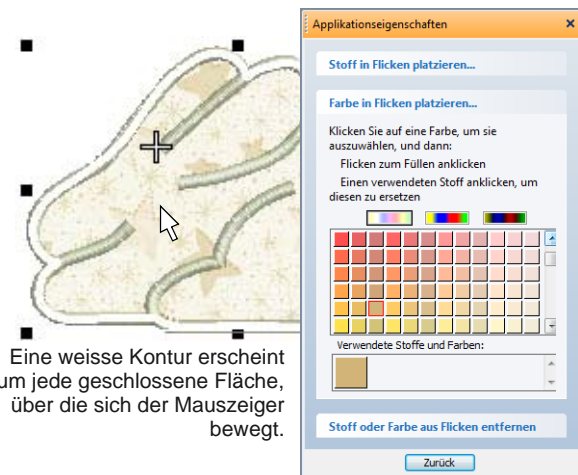 Applikationseigenschaften
Stoff in Flicken platzieren...
Farbe in Flicken platzieren...
Klicken Sie auf eine Farbe, um sie
auszuwählen, und dann:
Flicken zum Füllen anklicken
Einen verwendeten Stoff anklicken, um
diesen zu ersetzen
Verwendete Stoffe und Farben:
Stoff oder Farbe aus Flicken entfernen
Zurück
Eine weisse Kontur erscheint
um jede geschlossene Fläche,
über die sich der Mauszeiger
bewegt.